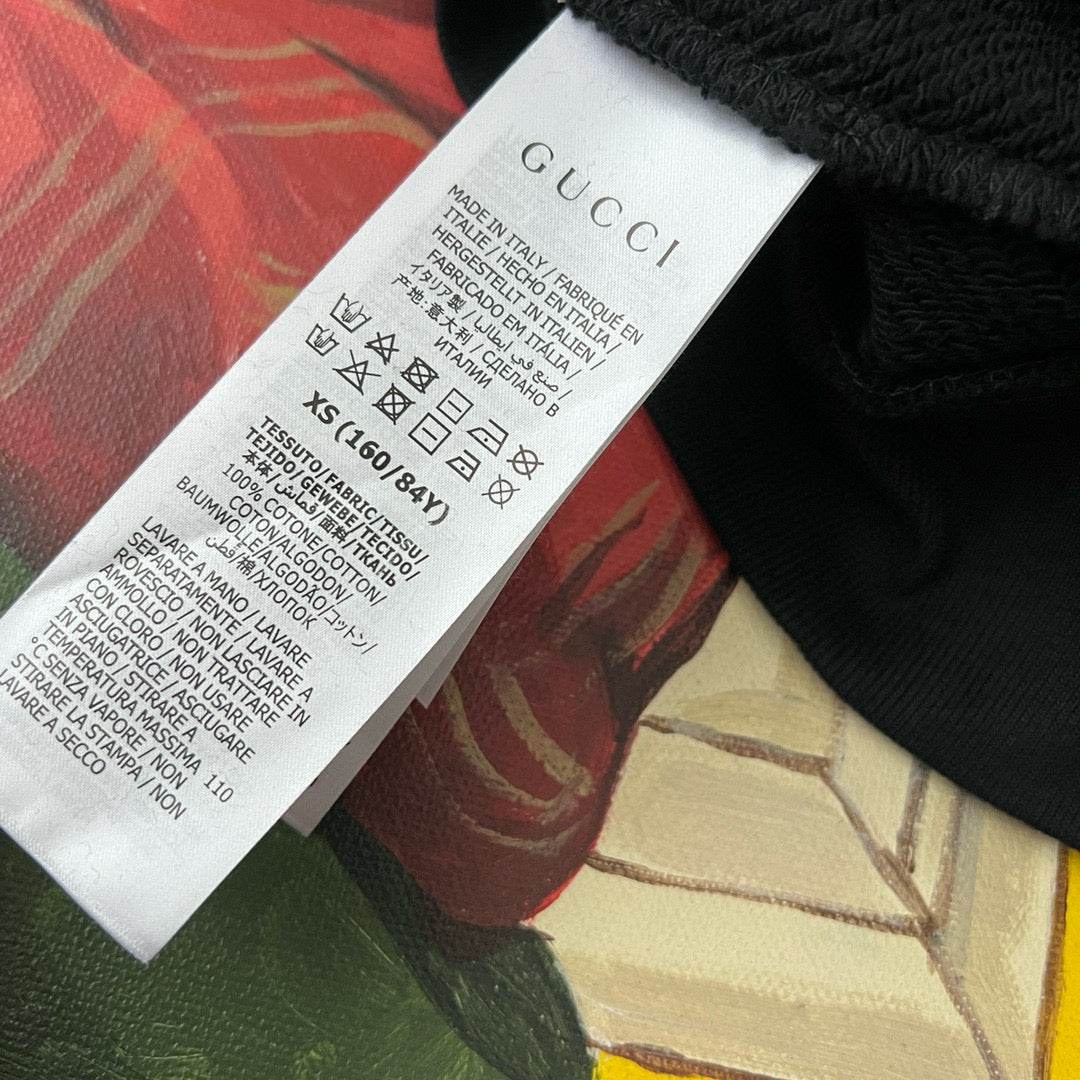 GUCCI
MADE IN ITALY / FABRIQUÉ EN
ITALIE / HECHO EN ITALIA /
HERGESTELLT IN ITALIEN /
FABRICADO EM ITÁLIA /
イタリア製 / صنع في ايطاليا /
产地:意大利 / СДЕЛАНО В
ИТАЛИИ
XS (160/84Y)
TESSUTO/FABRIC/TISSU/
TEJIDO/GEWEBE/TECIDO/
本体/قماش/面料/ТКАНЬ
100% COTONE/COTTON/
COTON/ALGODON/
BAUMWOLLE/ALGODÃO/コットン/
قطن/棉/ХЛОПОК
LAVARE A MANO / LAVARE
SEPARATAMENTE / LAVARE A
ROVESCIO / NON LASCIARE IN
AMMOLLO / NON TRATTARE
CON CLORO / NON USARE
ASCIUGATRICE /ASCIUGARE
IN PIANO / STIRARE A
TEMPERATURA MASSIMA 110
°C SENZA VAPORE / NON
STIRARE LA STAMPA / NON
LAVARE A SECCO